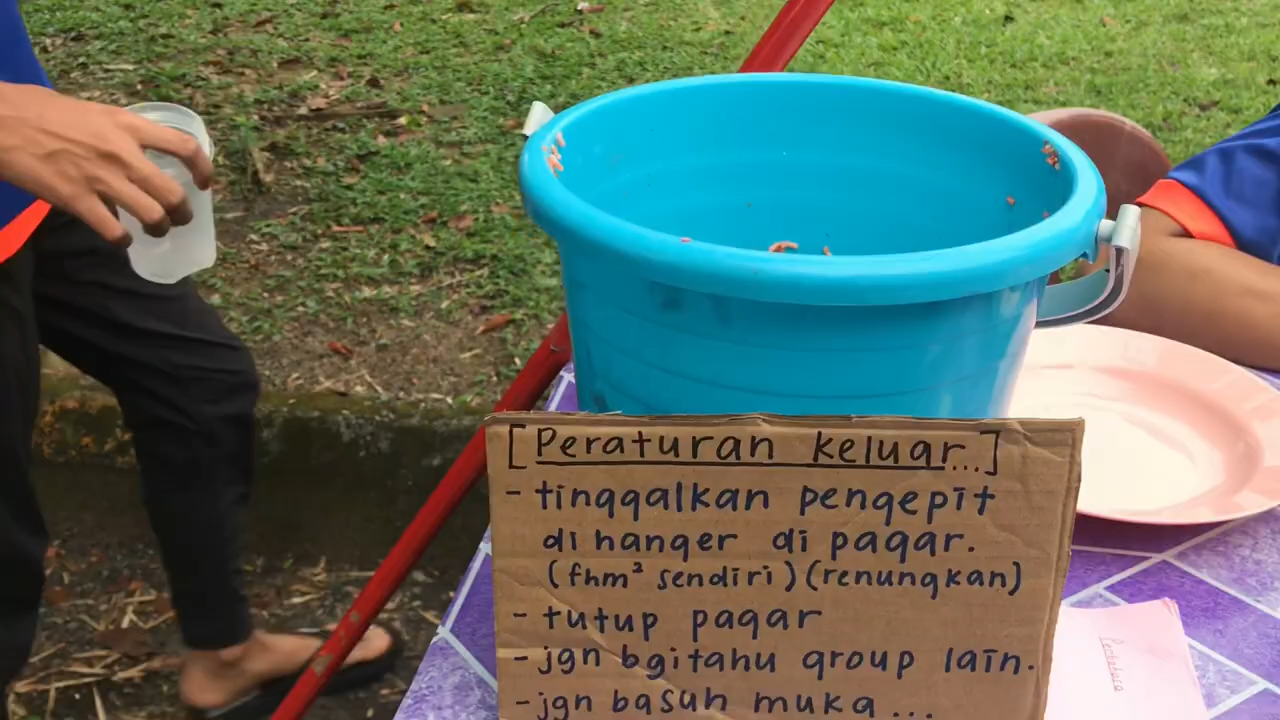 [Peraturan keluar...]
- tinggalkan pengepit
di hanger di pagar.
(fhm² sendiri) (renungkan)
- tutup pagar
- jgn bgitahu group lain.
- jgn basuh muka ...
Perbahasa